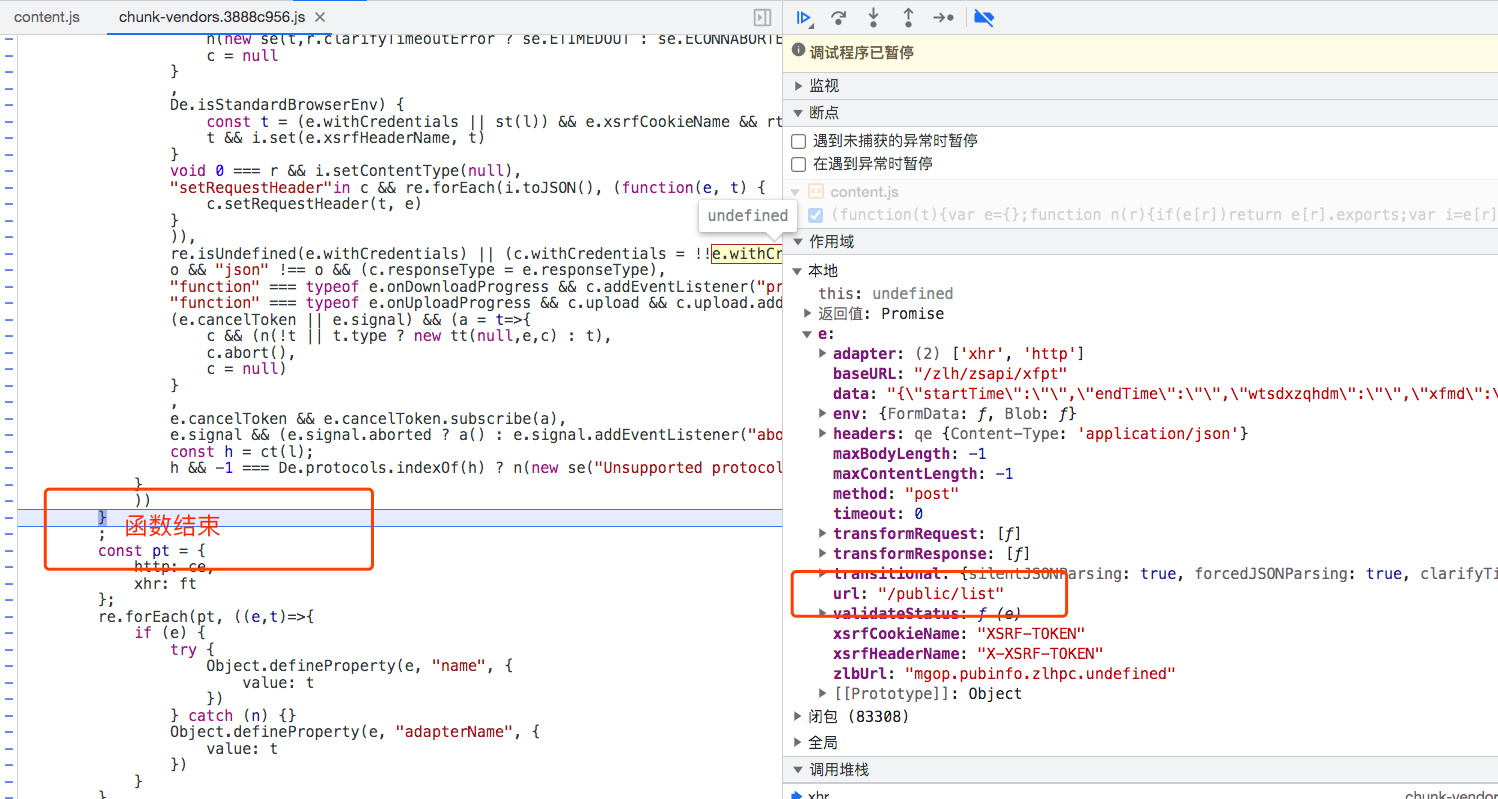 content.js
chunk-vendors.3888c956.js
n(new se(t,r.clarifyTimeoutError ? se.ETIMEDOUT : se.ECONNABORTE
c = null
}
,
De.isStandardBrowserEnv) {
const t = (e.withCredentials || st(l)) && e.xsrfCookieName && rt
t && i.set(e.xsrfHeaderName, t)
}
void 0 === r && i.setContentType(null),
"setRequestHeader"in c && re.forEach(i.toJSON(), (function(e, t) {
c.setRequestHeader(t, e)
}
)),
re.isUndefined(e.withCredentials) || (c.withCredentials = !!e.withCr
o && "json" !== o && (c.responseType = e.responseType),
"function" === typeof e.onDownloadProgress && c.addEventListener("pr
"function" === typeof e.onUploadProgress && c.upload && c.upload.add
(e.cancelToken || e.signal) && (a = t=>{
c && (n(!t || t.type ? new tt(null,e,c) : t),
c.abort(),
c = null)
}
,
e.cancelToken && e.cancelToken.subscribe(a),
e.signal && (e.signal.aborted ? a() : e.signal.addEventListener("abo
const h = ct(l);
h && -1 === De.protocols.indexOf(h) ? n(new se("Unsupported protocol
}
))
}
函数结束
;
const pt = {
http: ce,
xhr: ft
};
re.forEach(pt, ((e,t)=>{
if (e) {
try {
Object.defineProperty(e, "name", {
value: t
})
} catch (n) {}
Object.defineProperty(e, "adapterName", {
value: t
})
}
}
undefined
调试程序已暂停
监视
断点
遇到未捕获的异常时暂停
在遇到异常时暂停
content.js
(function(t){var e={};function n(r){if(e[r])return e[r].exports;var i=e[r]
作用域
本地
this: undefined
返回值: Promise
e:
adapter: (2) ['xhr', 'http']
baseURL: "/zlh/zsapi/xfpt"
data: "{\"startTime\":\"\",\"endTime\":\"\",\"wtsdxzqhdm\":\"\",\"xfmd\":\
env: {FormData: ƒ, Blob: ƒ}
headers: qe {Content-Type: 'application/json'}
maxBodyLength: -1
maxContentLength: -1
method: "post"
timeout: 0
transformRequest: [ƒ]
transformResponse: [ƒ]
transitional: {silentJSONParsing: true, forcedJSONParsing: true, clarifyTi
url: "/public/list"
validateStatus: ƒ (e)
xsrfCookieName: "XSRF-TOKEN"
xsrfHeaderName: "X-XSRF-TOKEN"
zlbUrl: "mgop.pubinfo.zlhpc.undefined"
[[Prototype]]: Object
闭包 (83308)
全局
调用堆栈
xhr
chunk-vendor